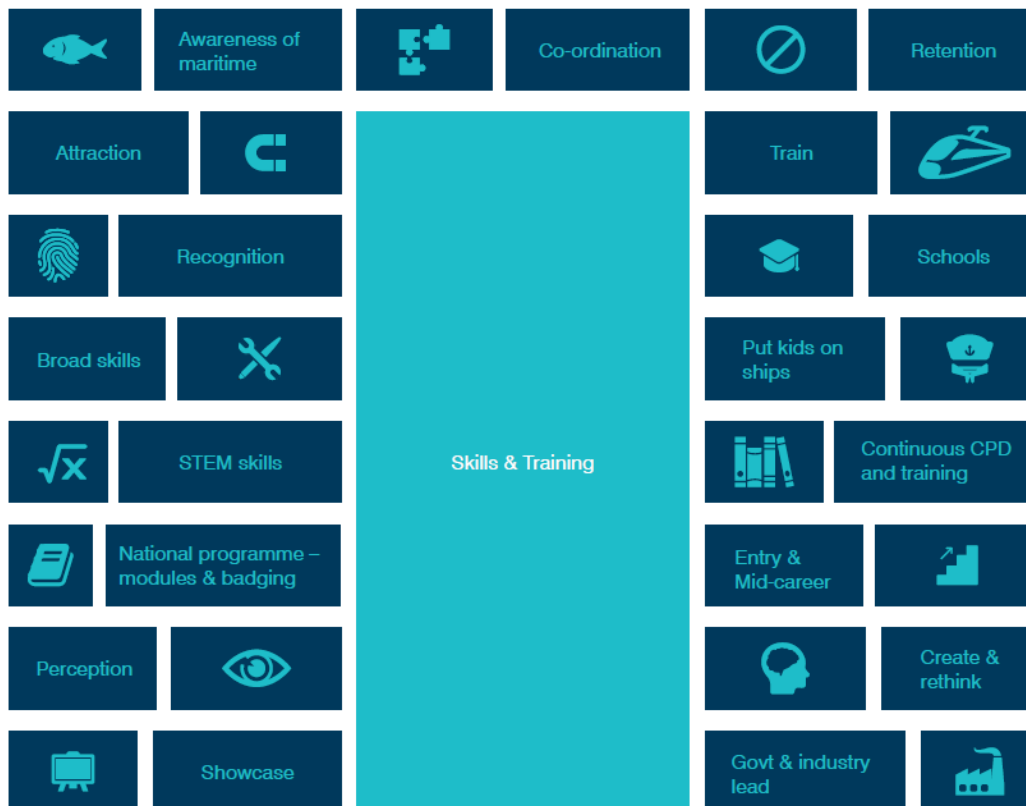 Awareness of
maritime
Co-ordination
Retention
Attraction
Train
Recognition
Schools
Broad skills
Put kids on
ships
STEM skills
Skills & Training
Continuous CPD
and training
National programme –
modules & badging
Entry &
Mid-career
Perception
Create &
rethink
Showcase
Govt & industry
lead